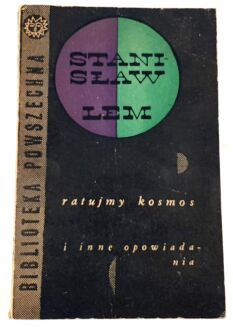 BIBLIOTEKA POWSZECHNA
STANI-
SŁAW
LEM
ratujmy kosmos
i inne opowiada-
nia